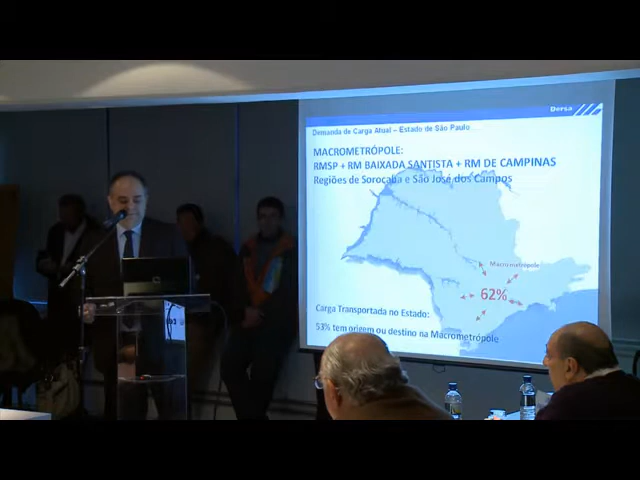 Dersa
Demanda de Carga Atual – Estado de São Paulo
MACROMETRÓPOLE:
RMSP + RM BAIXADA SANTISTA + RM DE CAMPINAS
Regiões de Sorocaba e São José dos Campos
Macrometrópole
62%
Carga Transportada no Estado:
53% tem origem ou destino na Macrometrópole